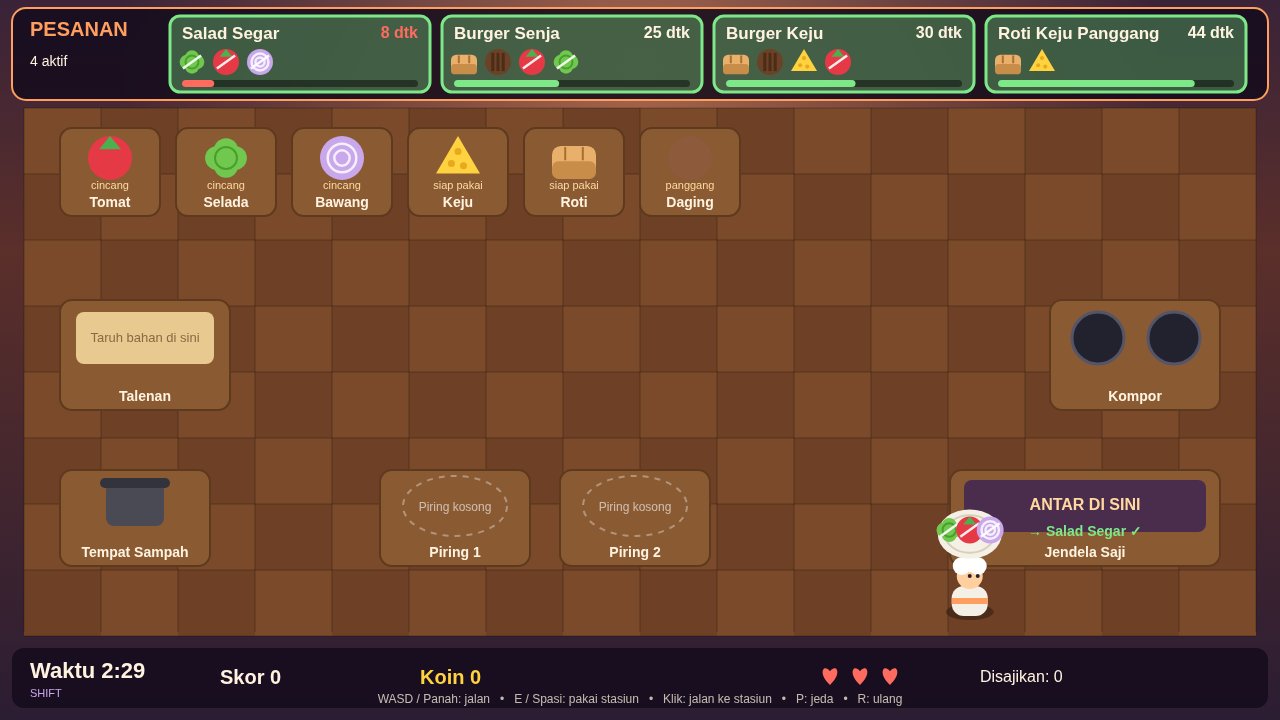 PESANAN
4 aktif
Salad Segar 8 dtk
Burger Senja 25 dtk
Burger Keju 30 dtk
Roti Keju Panggang 44 dtk
cincang
Tomat
cincang
Selada
cincang
Bawang
siap pakai
Keju
siap pakai
Roti
panggang
Daging
Taruh bahan di sini
Talenan
Kompor
Tempat Sampah
Piring kosong
Piring 1
Piring kosong
Piring 2
ANTAR DI SINI
→ Salad Segar ✓
Jendela Saji
Waktu 2:29
SHIFT
Skor 0
Koin 0
Disajikan: 0
WASD / Panah: jalan • E / Spasi: pakai stasiun • Klik: jalan ke stasiun • P: jeda • R: ulang